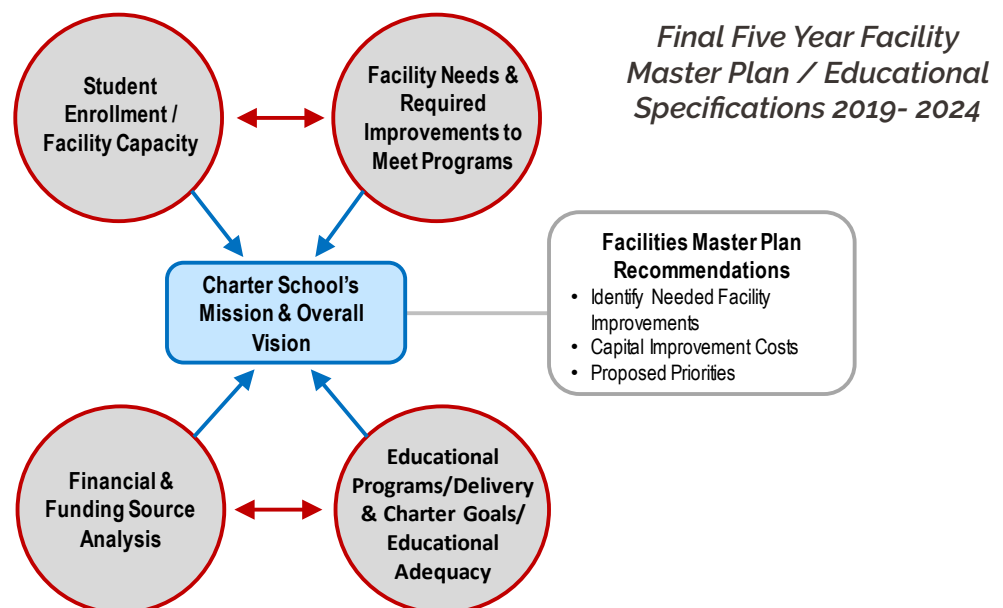 Final Five Year Facility
Master Plan / Educational
Specifications 2019- 2024
Student
Enrollment /
Facility Capacity
Facility Needs &
Required
Improvements to
Meet Programs
Charter School's
Mission & Overall
Vision
Facilities Master Plan
Recommendations
• Identify Needed Facility
Improvements
• Capital Improvement Costs
• Proposed Priorities
Financial &
Funding Source
Analysis
Educational
Programs/Delivery
& Charter Goals/
Educational
Adequacy